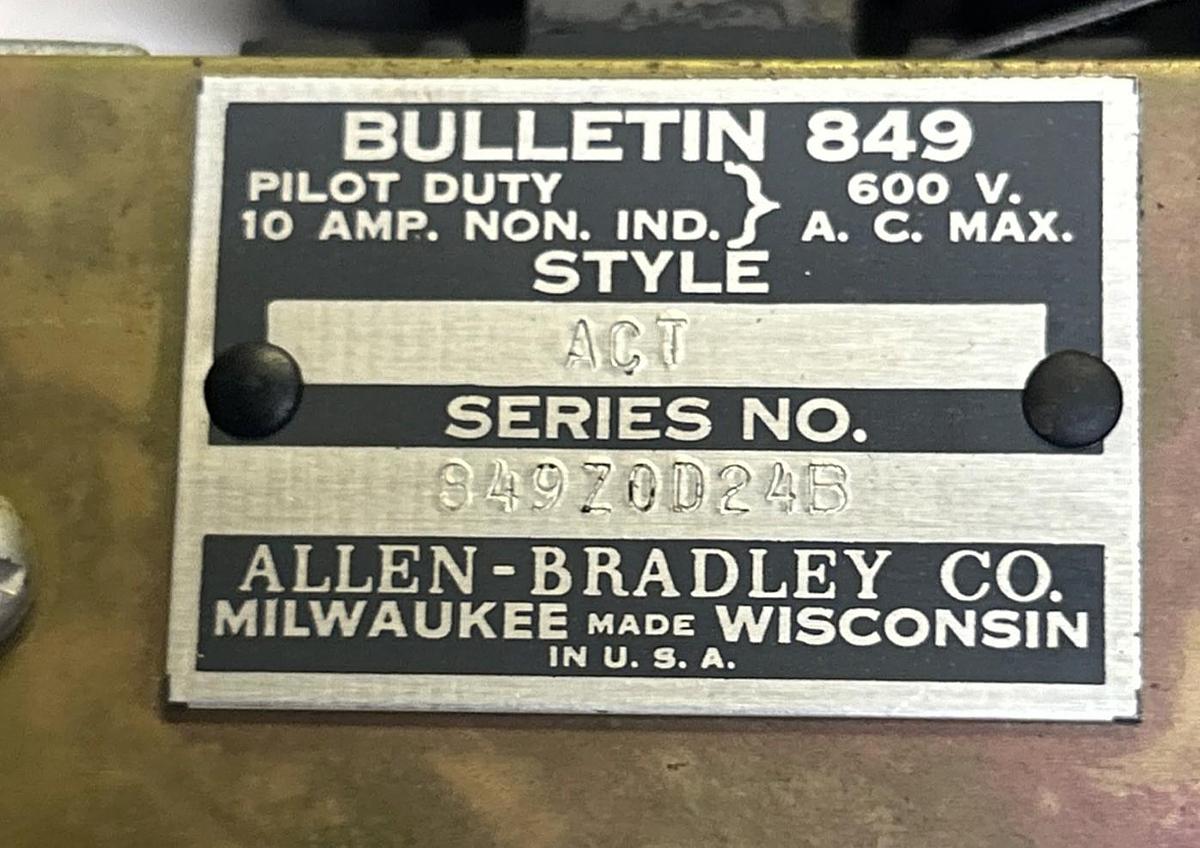 BULLETIN 849
PILOT DUTY } 600 V.
10 AMP. NON. IND. A. C. MAX.
STYLE
ACT
SERIES NO.
849Z0D24B
ALLEN-BRADLEY CO.
MILWAUKEE MADE WISCONSIN
IN U. S. A.